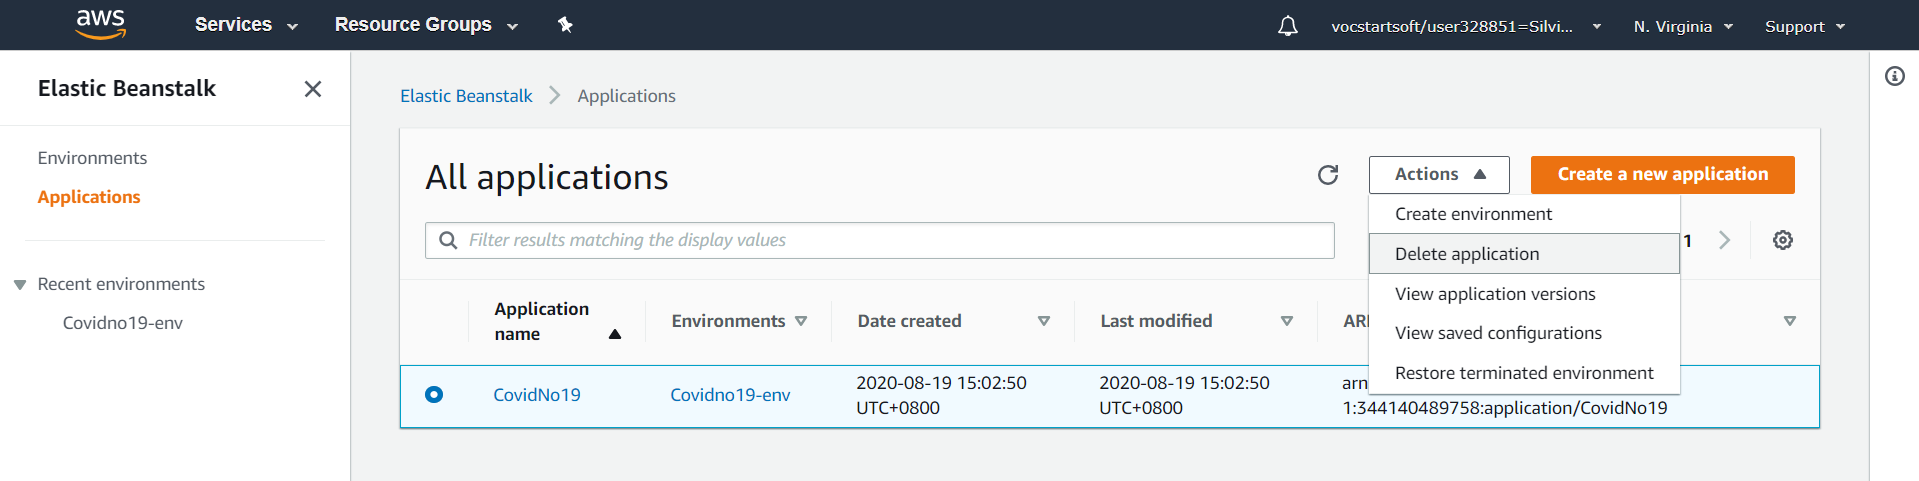 aws Services Resource Groups vocstartsoft/user328851=Silvi... N. Virginia Support
Elastic Beanstalk
Environments
Applications
Recent environments
Covidno19-env
Elastic Beanstalk Applications
All applications
Actions
Create a new application
Create environment
Delete application
View application versions
View saved configurations
Restore terminated environment
Filter results matching the display values
1
Application
name
Environments
Date created
Last modified
CovidNo19
Covidno19-env
2020-08-19 15:02:50
UTC+0800
2020-08-19 15:02:50
UTC+0800
1:344140489758:application/CovidNo19